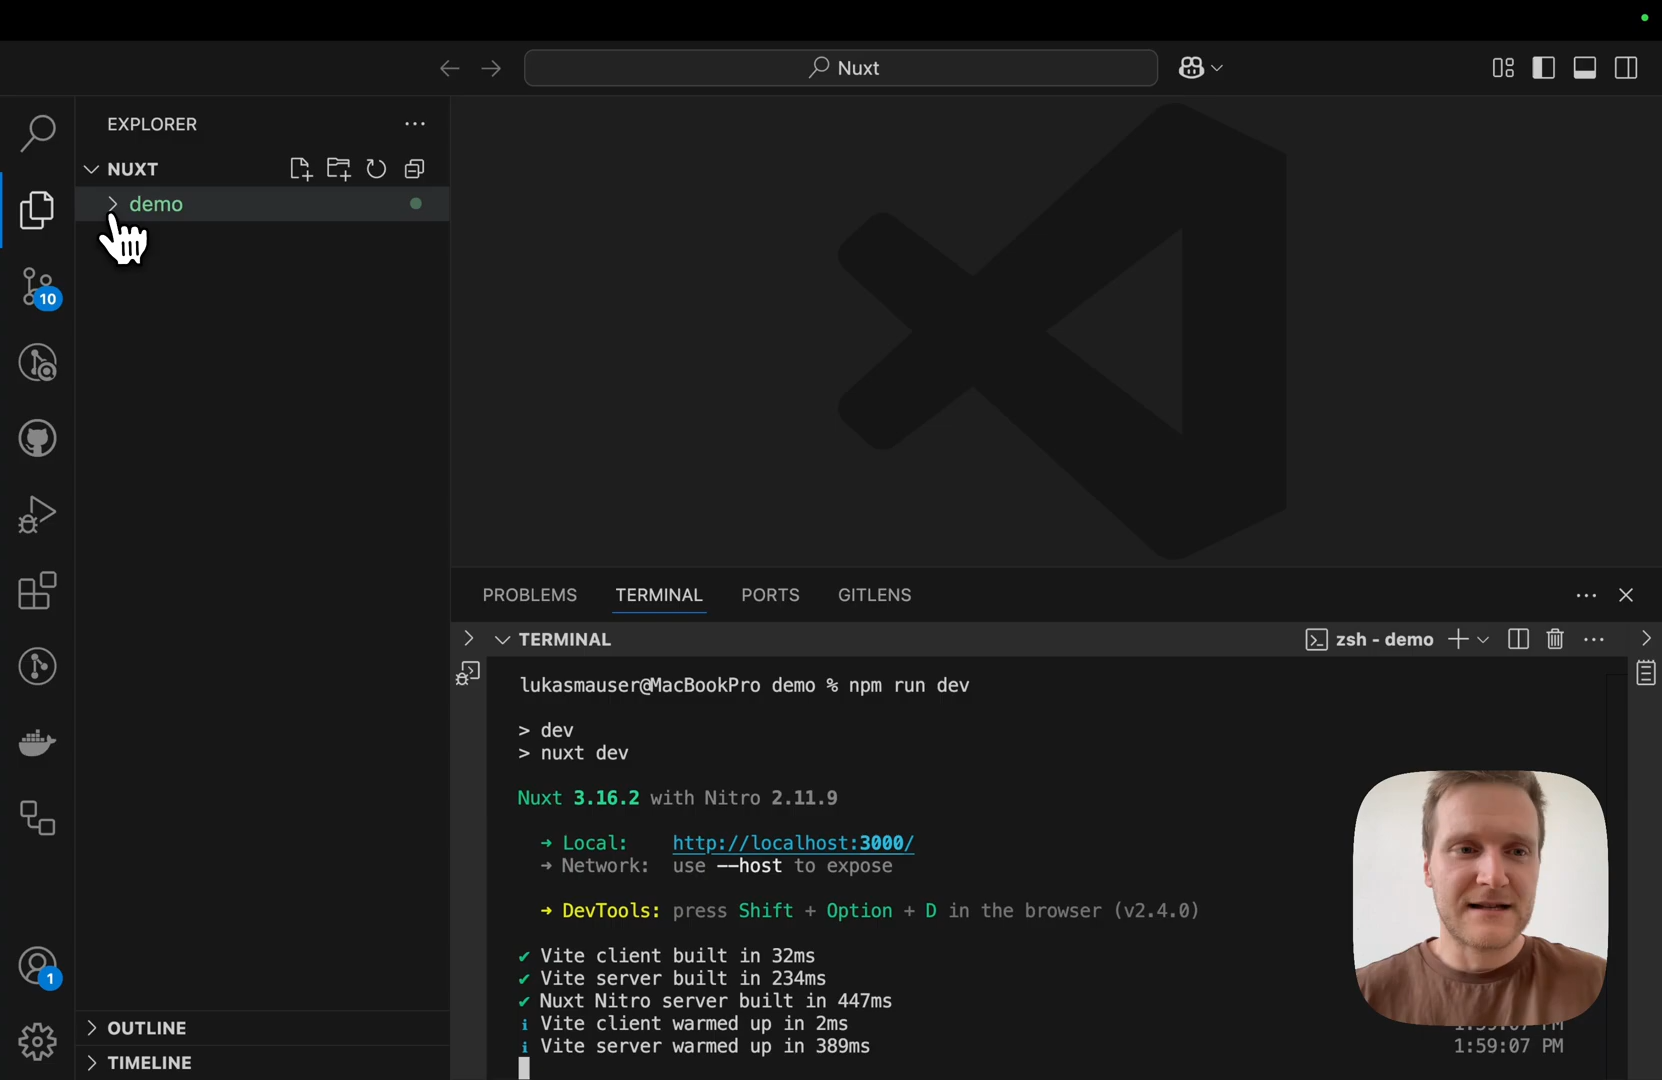 Nuxt
EXPLORER
NUXT
demo
10
1
OUTLINE
TIMELINE
PROBLEMS
TERMINAL
PORTS
GITLENS
TERMINAL
zsh - demo
lukasmauser@MacBookPro demo % npm run dev
> dev
> nuxt dev
Nuxt 3.16.2 with Nitro 2.11.9
➜ Local: http://localhost:3000/
➜ Network: use --host to expose
➜ DevTools: press Shift + Option + D in the browser (v2.4.0)
✔ Vite client built in 32ms
✔ Vite server built in 234ms
✔ Nuxt Nitro server built in 447ms
ℹ Vite client warmed up in 2ms
ℹ Vite server warmed up in 389ms 1:59:07 PM